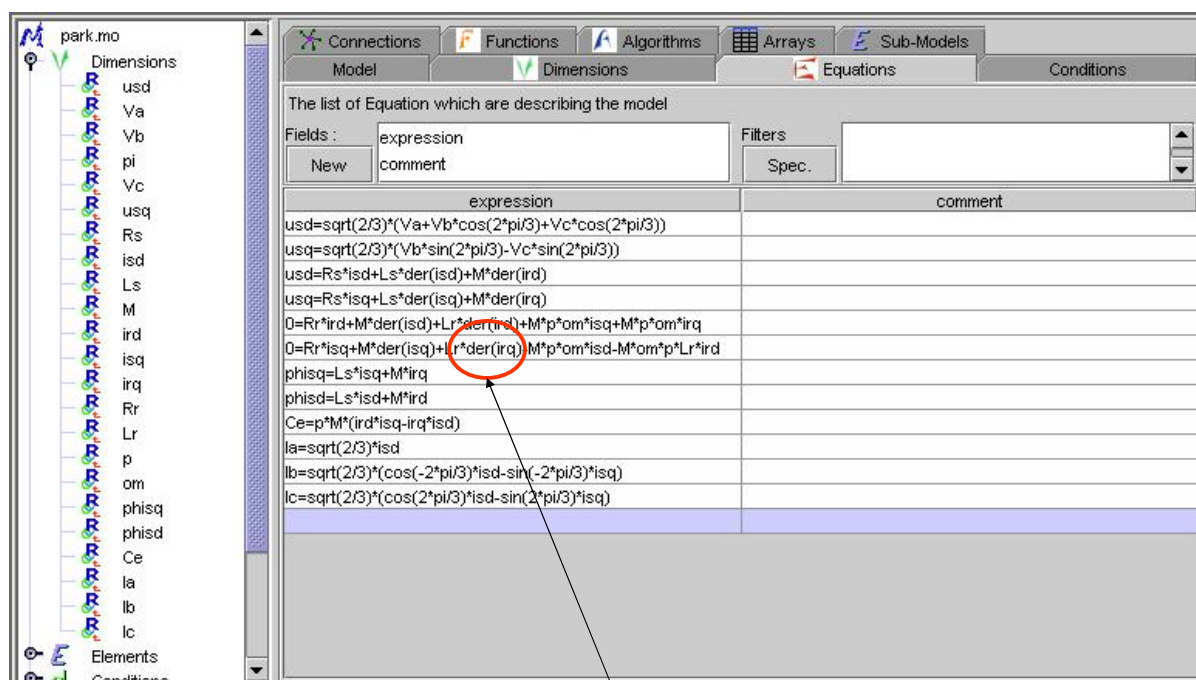 park.mo
Dimensions
usd
Va
Vb
pi
Vc
usq
Rs
isd
Ls
M
ird
isq
irq
Rr
Lr
p
om
phisq
phisd
Ce
Ia
Ib
Ic
Elements
Conditions
Connections Functions Algorithms Arrays Sub-Models
Model Dimensions Equations Conditions
The list of Equation which are describing the model
Fields : expression Filters
New comment Spec.
expression comment
usd=sqrt(2/3)*(Va+Vb*cos(2*pi/3)+Vc*cos(2*pi/3))
usq=sqrt(2/3)*(Vb*sin(2*pi/3)-Vc*sin(2*pi/3))
usd=Rs*isd+Ls*der(isd)+M*der(ird)
usq=Rs*isq+Ls*der(isq)+M*der(irq)
0=Rr*ird+M*der(isd)+Lr*der(ird)+M*p*om*isq+M*p*om*irq
0=Rr*isq+M*der(isq)+Lr*der(irq)-M*p*om*isd-M*om*p*Lr*ird
phisq=Ls*isq+M*irq
phisd=Ls*isd+M*ird
Ce=p*M*(ird*isq-irq*isd)
Ia=sqrt(2/3)*isd
Ib=sqrt(2/3)*(cos(-2*pi/3)*isd-sin(-2*pi/3)*isq)
Ic=sqrt(2/3)*(cos(2*pi/3)*isd-sin(2*pi/3)*isq)